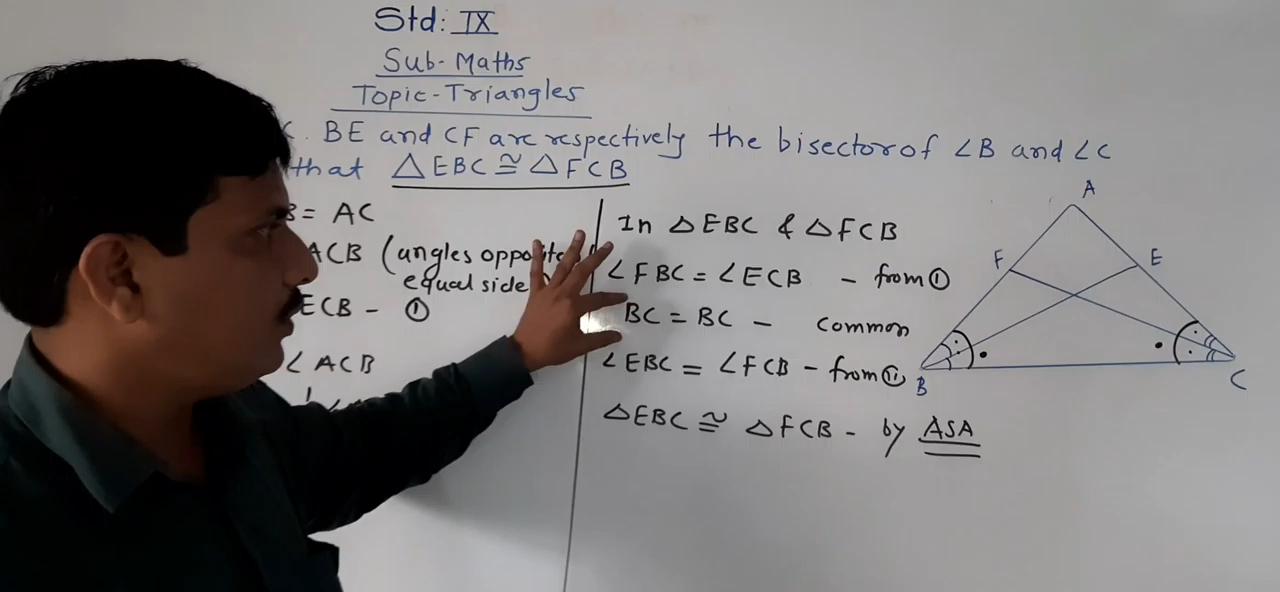 Std: IX
Sub- Maths
Topic-Triangles
BE and CF are respectively the bisector of ∠B and ∠C
that △EBC ≅ △FCB
= AC
ACB (angles opposite
equal side
ECB - ①
∠ACB
In △EBC & △FCB
∠FBC = ∠ECB - from ①
BC = BC - common
∠EBC = ∠FCB - from ⑪
△EBC ≅ △FCB - by ASA
A
F
E
B
C